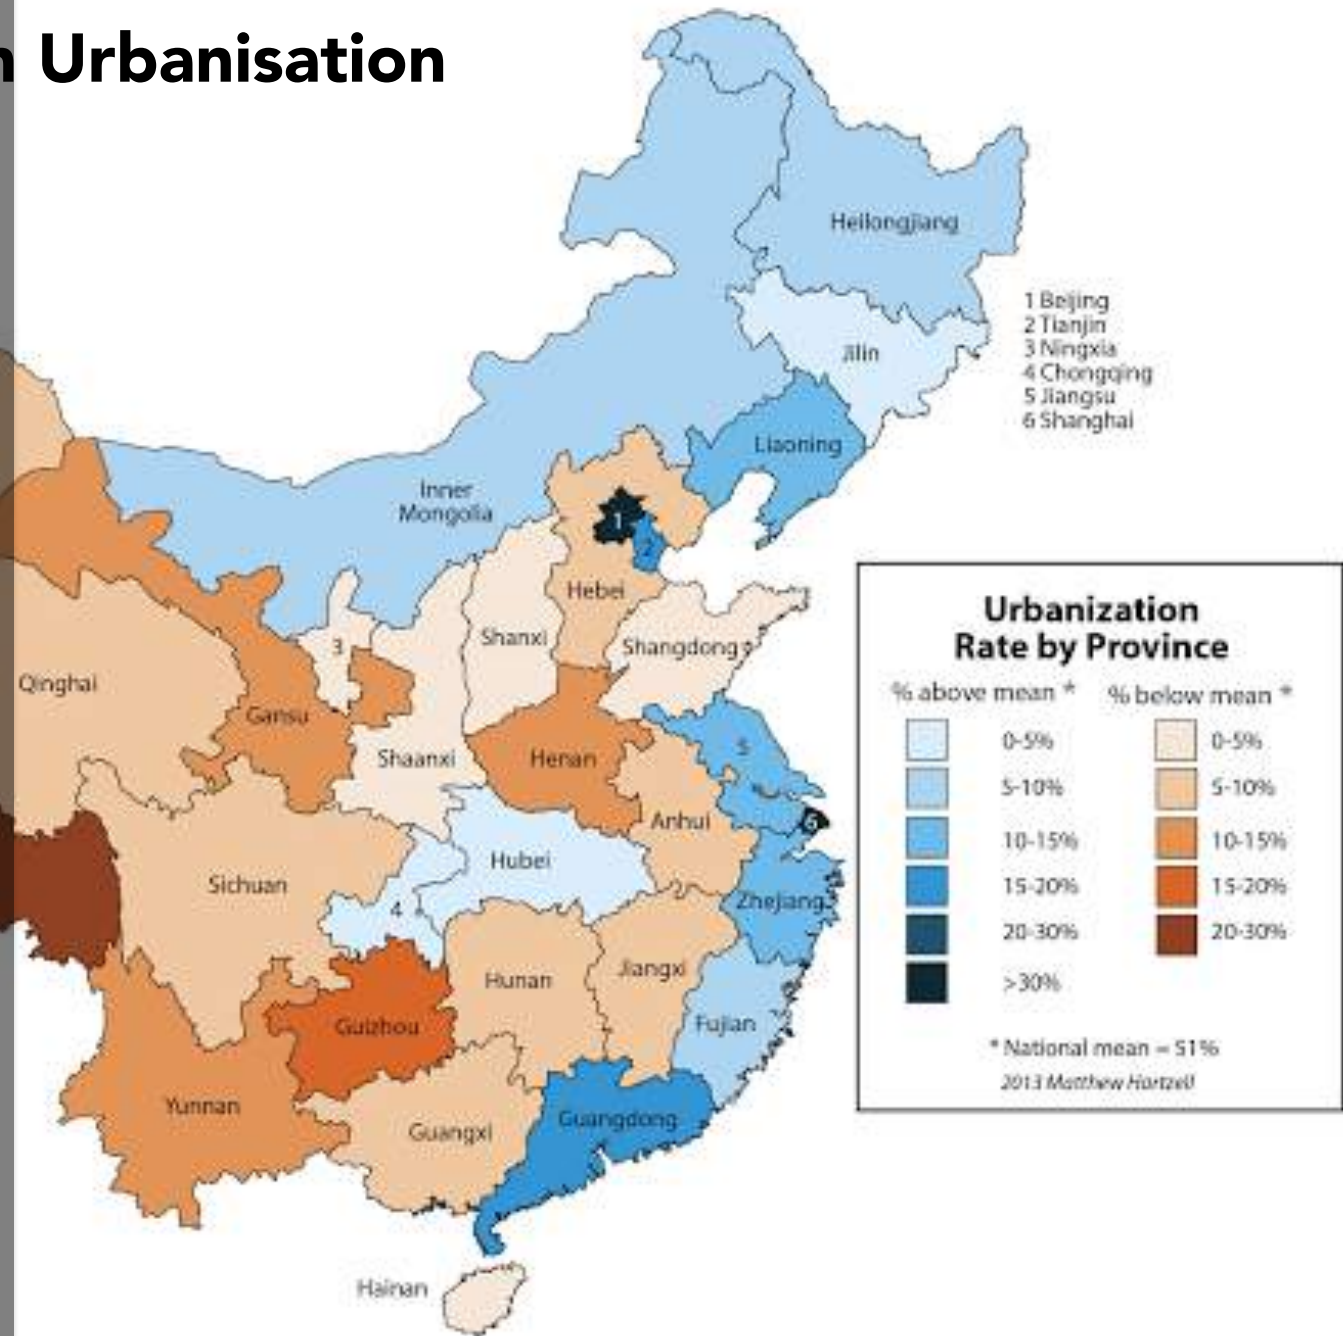 n Urbanisation
Heilongjiang
1 Beijing
2 Tianjin
3 Ningxia
4 Chongqing
5 Jiangsu
6 Shanghai
Jilin
Liaoning
Inner
Mongolia
1
2
Hebei
Shanxi
3
Shangdong
Qinghai
Gansu
Shaanxi
Henan
5
Anhui
6
Hubei
Sichuan
4
Zhejiang
Hunan
Jiangxi
Guizhou
Fujian
Yunnan
Guangxi
Guangdong
Hainan
Urbanization
Rate by Province
% above mean * % below mean *
0-5% 0-5%
5-10% 5-10%
10-15% 10-15%
15-20% 15-20%
20-30% 20-30%
>30%
* National mean = 51%
2013 Matthew Hartzell